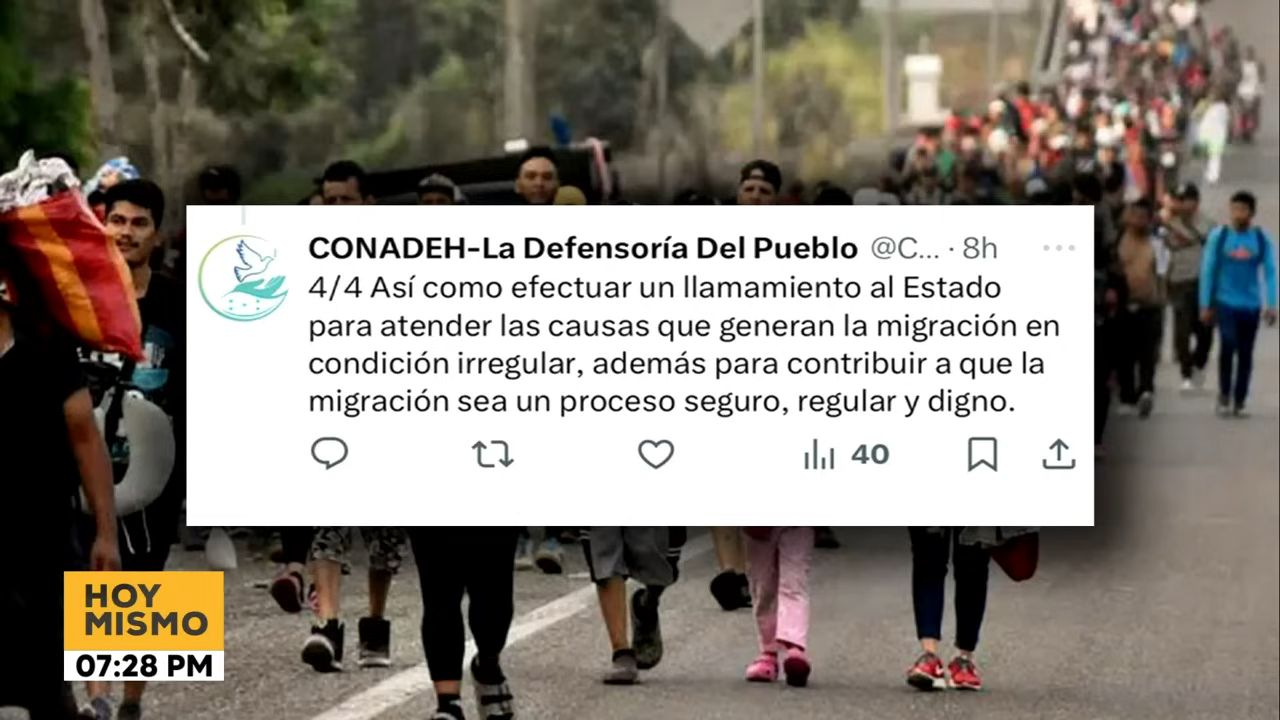 CONADEH-La Defensoría Del Pueblo @C... · 8h
4/4 Así como efectuar un llamamiento al Estado
para atender las causas que generan la migración en
condición irregular, además para contribuir a que la
migración sea un proceso seguro, regular y digno.
40
HOY
MISMO
07:28 PM